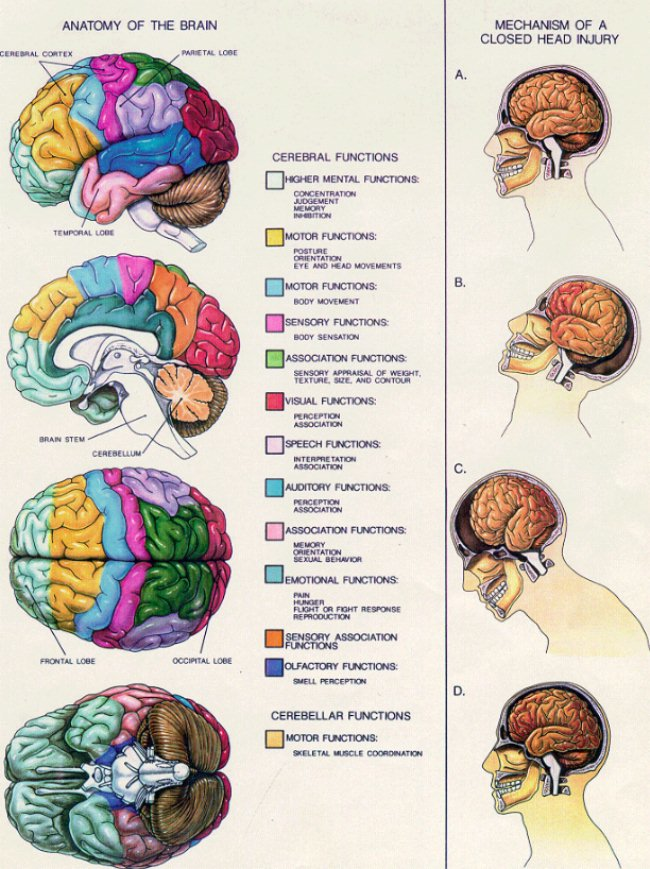 ANATOMY OF THE BRAIN
CEREBRAL CORTEX
PARIETAL LOBE
TEMPORAL LOBE
BRAIN STEM
CEREBELLUM
FRONTAL LOBE
OCCIPITAL LOBE
CEREBRAL FUNCTIONS
HIGHER MENTAL FUNCTIONS:
CONCENTRATION
JUDGEMENT
MEMORY
INHIBITION
MOTOR FUNCTIONS:
POSTURE
ORIENTATION
EYE AND HEAD MOVEMENTS
MOTOR FUNCTIONS:
BODY MOVEMENT
SENSORY FUNCTIONS:
BODY SENSATION
ASSOCIATION FUNCTIONS:
SENSORY APPRAISAL OF WEIGHT,
TEXTURE, SIZE, AND CONTOUR
VISUAL FUNCTIONS:
PERCEPTION
ASSOCIATION
SPEECH FUNCTIONS:
INTERPRETATION
ASSOCIATION
AUDITORY FUNCTIONS:
PERCEPTION
ASSOCIATION
ASSOCIATION FUNCTIONS:
MEMORY
ORIENTATION
SEXUAL BEHAVIOR
EMOTIONAL FUNCTIONS:
PAIN
HUNGER
FLIGHT OR FIGHT RESPONSE
REPRODUCTION
SENSORY ASSOCIATION
FUNCTIONS
OLFACTORY FUNCTIONS:
SMELL PERCEPTION
CEREBELLAR FUNCTIONS
MOTOR FUNCTIONS:
SKELETAL MUSCLE COORDINATION
MECHANISM OF A
CLOSED HEAD INJURY
A.
B.
C.
D.